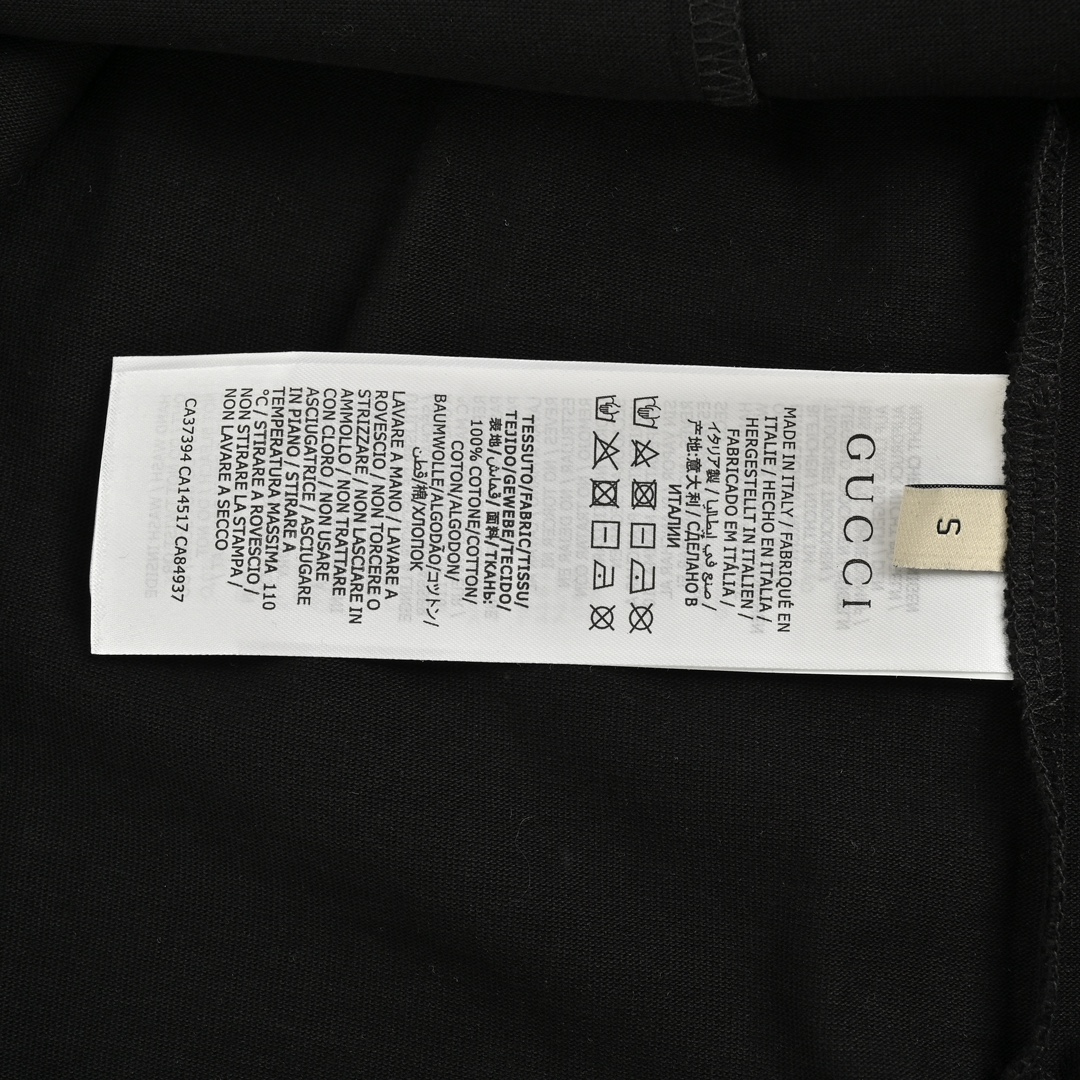 GUCCI
S
MADE IN ITALY / FABRIQUÉ EN
ITALIE / HECHO EN ITALIA /
HERGESTELLT IN ITALIEN /
FABRICADO EM ITÁLIA /
イタリア製 / صنع في إيطاليا /
产地:意大利 / СДЕЛАНО В
ИТАЛИИ
TESSUTO/FABRIC/TISSU/
TEJIDO/GEWEBE/TECIDO/
表地/قماش/ 面料/ ТКАНЬ:
100% COTONE/COTTON/
COTON/ALGODON/
BAUMWOLLE/ALGODÃO/コットン/
قطن/棉/ХЛОПОК
LAVARE A MANO / LAVARE A
ROVESCIO / NON TORCERE O
STRIZZARE / NON LASCIARE IN
AMMOLLO / NON TRATTARE
CON CLORO / NON USARE
ASCIUGATRICE / ASCIUGARE
IN PIANO / STIRARE A
TEMPERATURA MASSIMA 110
°C / STIRARE A ROVESCIO /
NON STIRARE LA STAMPA /
NON LAVARE A SECCO
CA37394 CA14517 CA84937